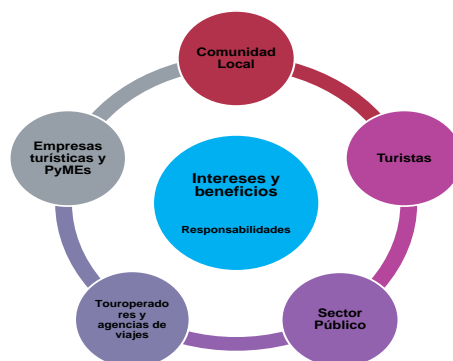 Comunidad
Local
Empresas
turísticas y
PyMEs
Turistas
Intereses y
beneficios
Responsabilidades
Touroperado
res y
agencias de
viajes
Sector
Público